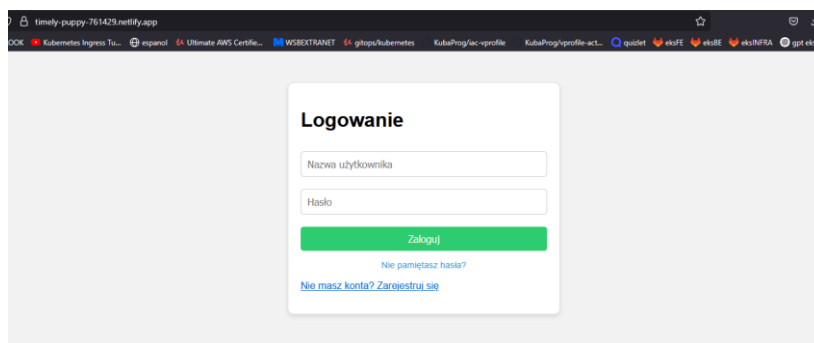 timely-puppy-761429.netlify.app
OOK Kubernetes Ingress Tu... espanol Ultimate AWS Certifie... WSBEXTRANET gitops/kubernetes KubaProg/iac-vprofile KubaProg/vprofile-act... quizlet eksFE eksBE eksINFRA gpt eks
Logowanie
Nazwa użytkownika
Hasło
Zaloguj
Nie pamiętasz hasła?
Nie masz konta? Zarejestruj się